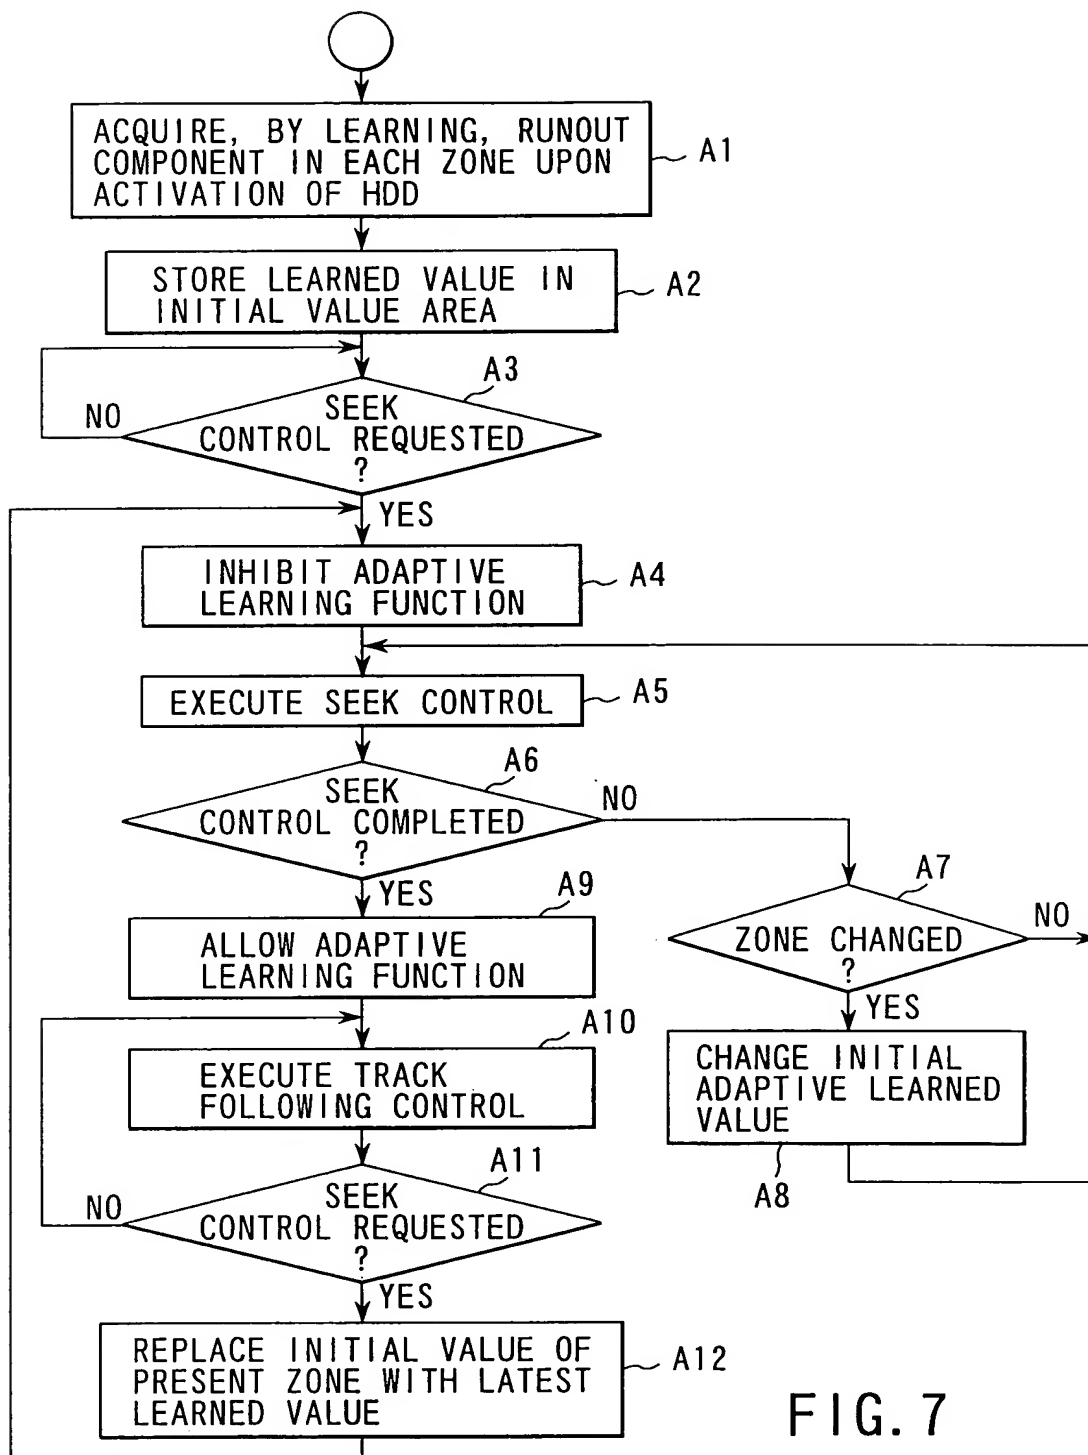 ACQUIRE, BY LEARNING, RUNOUT
COMPONENT IN EACH ZONE UPON
ACTIVATION OF HDD
A1
STORE LEARNED VALUE IN
INITIAL VALUE AREA
A2
A3
SEEK
CONTROL REQUESTED
?
NO
YES
INHIBIT ADAPTIVE
LEARNING FUNCTION
A4
EXECUTE SEEK CONTROL
A5
A6
SEEK
CONTROL COMPLETED
?
NO
YES
A7
ZONE CHANGED
?
NO
YES
A9
ALLOW ADAPTIVE
LEARNING FUNCTION
A10
EXECUTE TRACK
FOLLOWING CONTROL
CHANGE INITIAL
ADAPTIVE LEARNED
VALUE
A8
A11
SEEK
CONTROL REQUESTED
?
NO
YES
REPLACE INITIAL VALUE OF
PRESENT ZONE WITH LATEST
LEARNED VALUE
A12
FIG. 7